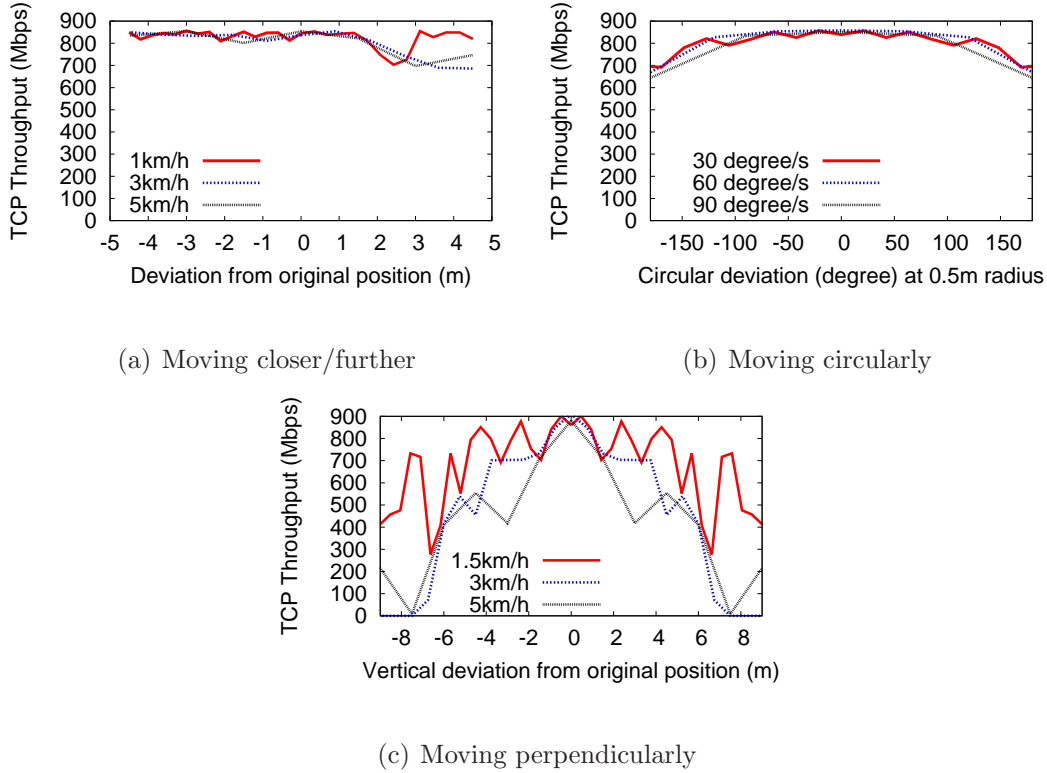 TCP Throughput (Mbps)
900
800
700
600
500
400
300
200
100
0
1km/h
3km/h
5km/h
-5 -4 -3 -2 -1 0 1 2 3 4 5
Deviation from original position (m)
(a) Moving closer/further
TCP Throughput (Mbps)
900
800
700
600
500
400
300
200
100
0
30 degree/s
60 degree/s
90 degree/s
-150 -100 -50 0 50 100 150
Circular deviation (degree) at 0.5m radius
(b) Moving circularly
TCP Throughput (Mbps)
900
800
700
600
500
400
300
200
100
0
1.5km/h
3km/h
5km/h
-8 -6 -4 -2 0 2 4 6 8
Vertical deviation from original position (m)
(c) Moving perpendicularly